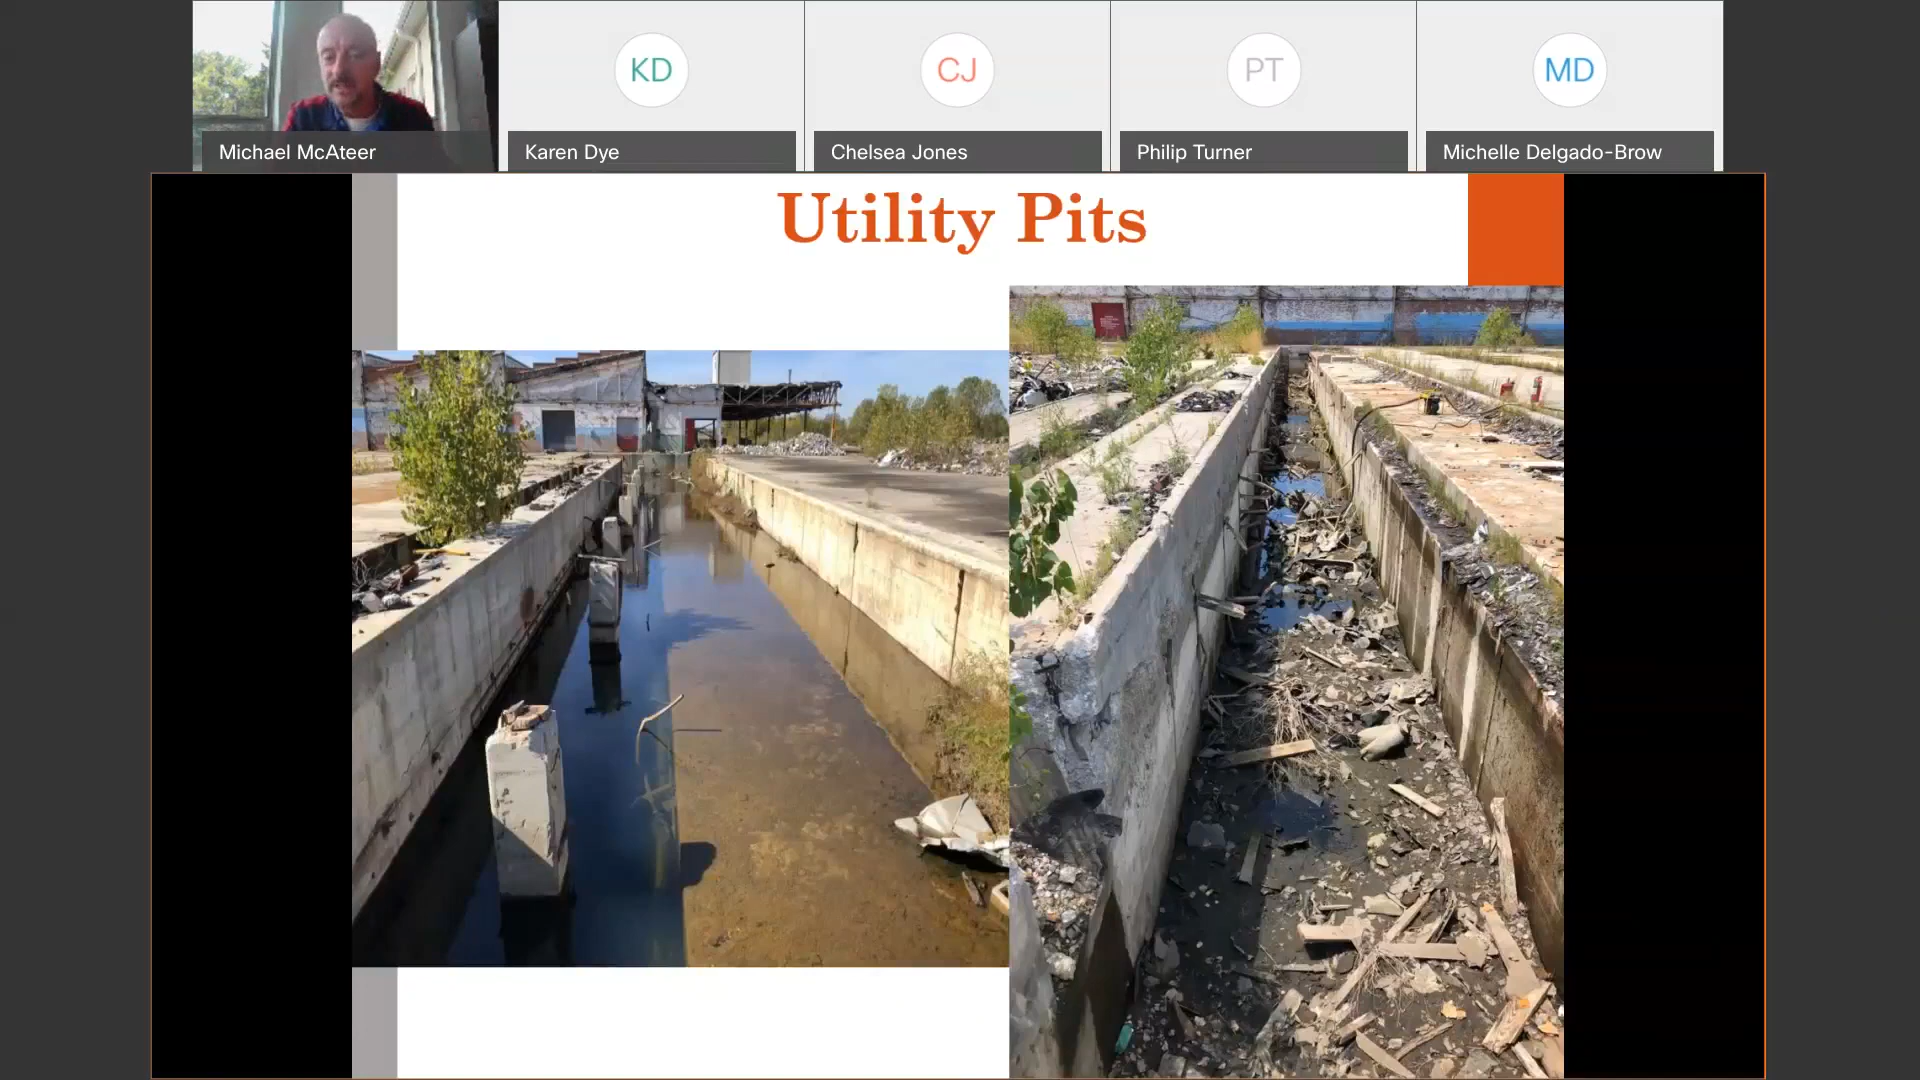 KD
CJ
PT
MD
Michael McAteer
Karen Dye
Chelsea Jones
Philip Turner
Michelle Delgado-Brow
Utility Pits